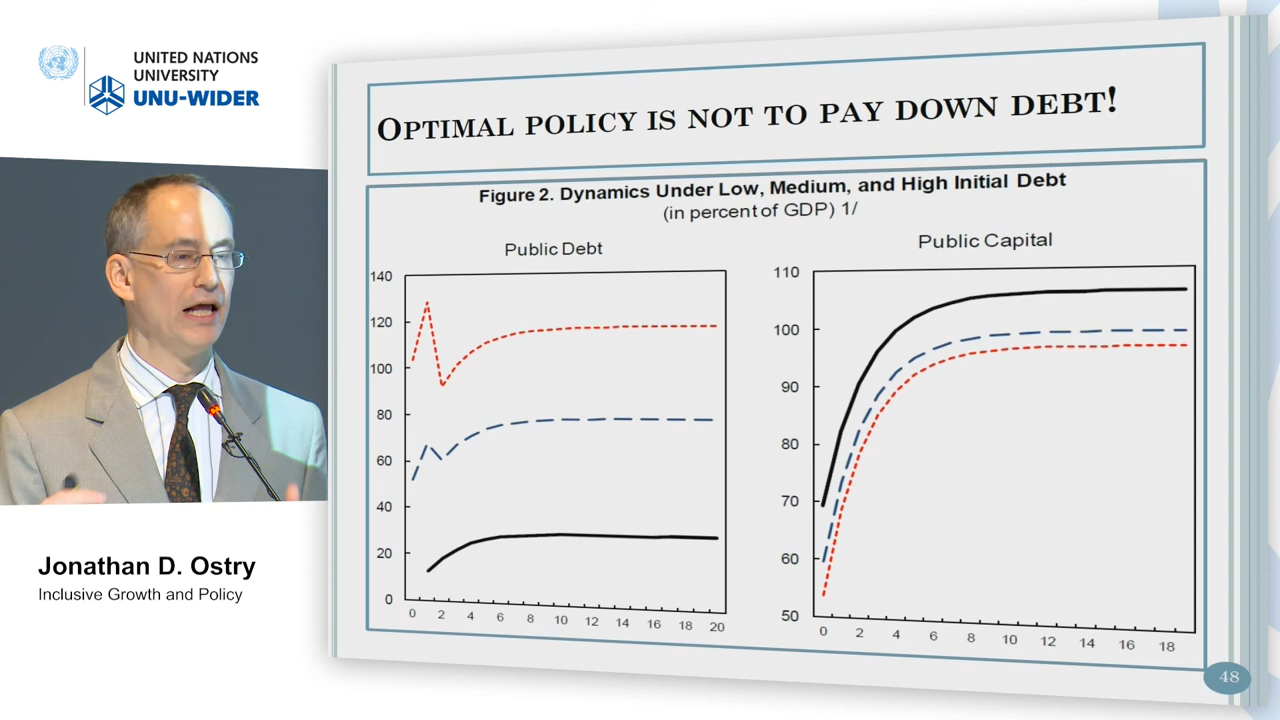 UNITED NATIONS
UNIVERSITY
UNU-WIDER
Jonathan D. Ostry
Inclusive Growth and Policy
OPTIMAL POLICY IS NOT TO PAY DOWN DEBT!
Figure 2. Dynamics Under Low, Medium, and High Initial Debt
(in percent of GDP) 1/
Public Debt
140
120
100
80
60
40
20
0
0 2 4 6 8 10 12 14 16 18 20
Public Capital
110
100
90
80
70
60
50
0 2 4 6 8 10 12 14 16 18
48